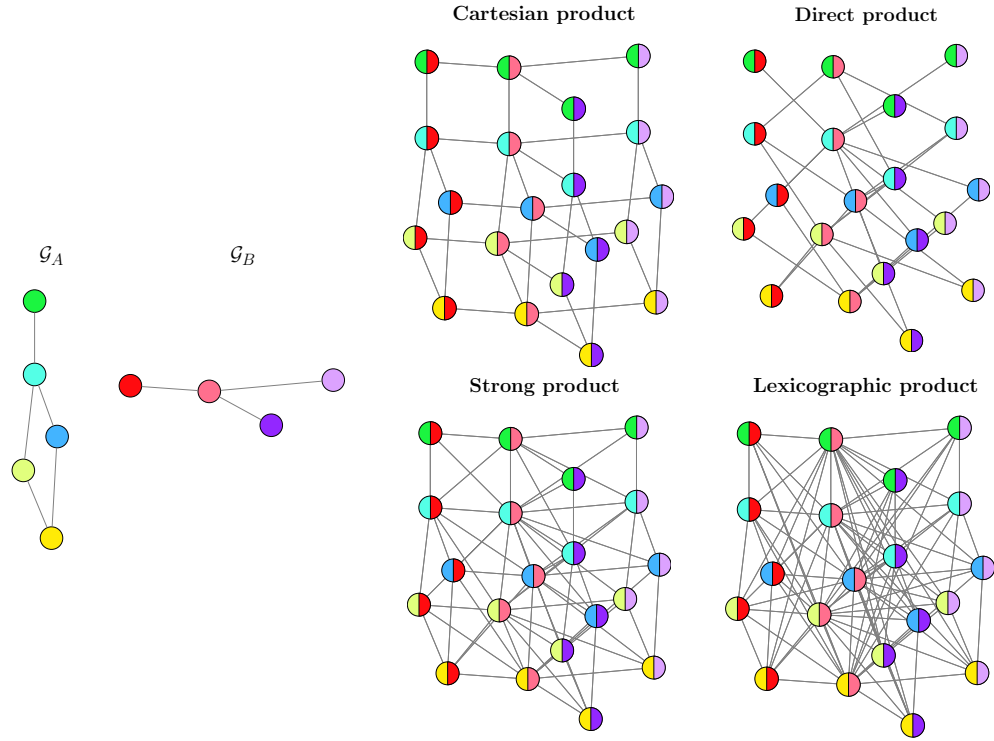 Cartesian product
Direct product
𝒢_A
𝒢_B
Strong product
Lexicographic product